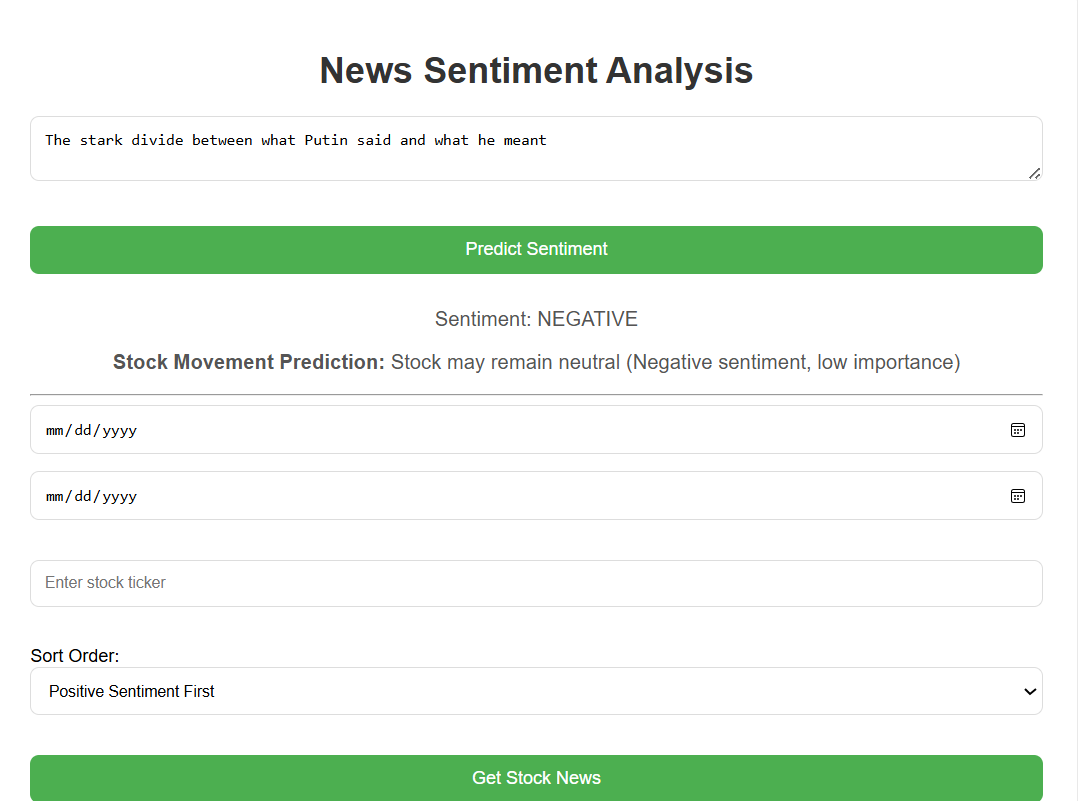 News Sentiment Analysis
The stark divide between what Putin said and what he meant
Predict Sentiment
Sentiment: NEGATIVE
Stock Movement Prediction: Stock may remain neutral (Negative sentiment, low importance)
mm/dd/yyyy
mm/dd/yyyy
Enter stock ticker
Sort Order:
Positive Sentiment First
Get Stock News